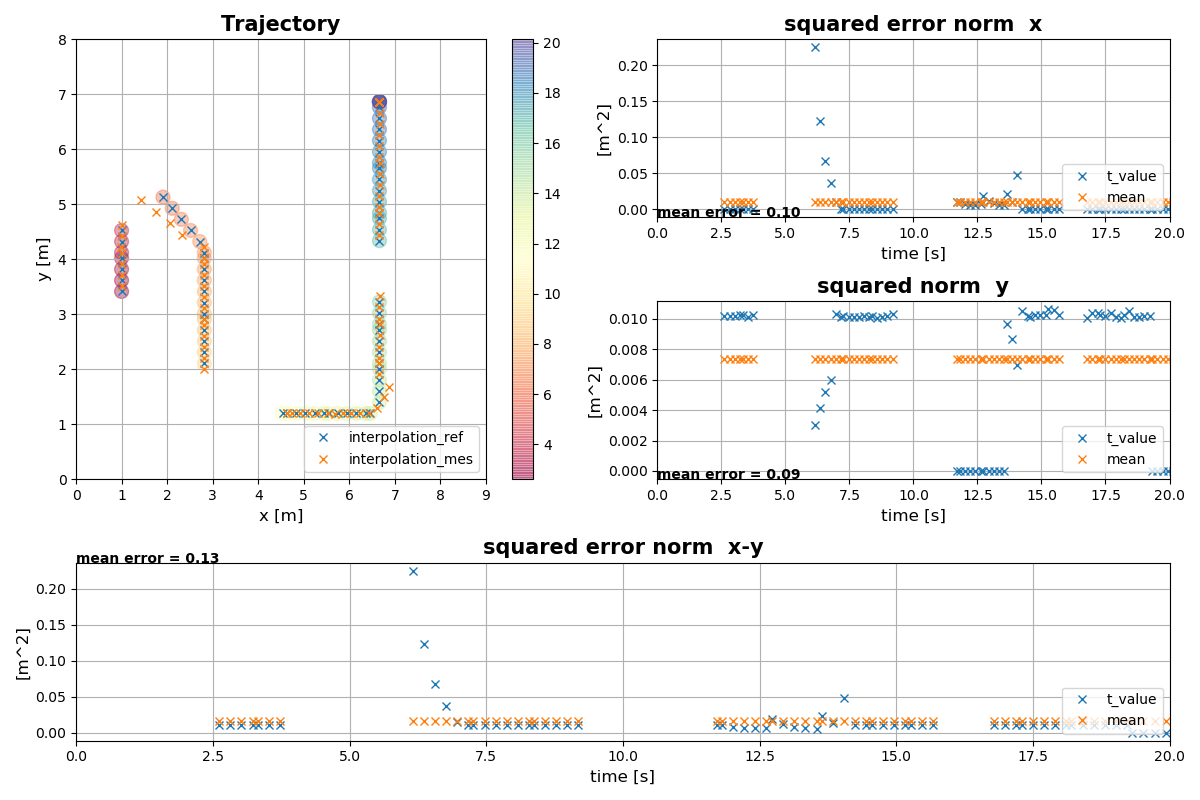 Trajectory
8
7
6
5
4
3
2
1
0
y [m]
0 1 2 3 4 5 6 7 8 9
x [m]
interpolation_ref
interpolation_mes
20
18
16
14
12
10
8
6
4
squared error norm  x
0.20
0.15
0.10
0.05
0.00
[m^2]
t_value
mean
mean error = 0.10
0.0 2.5 5.0 7.5 10.0 12.5 15.0 17.5 20.0
time [s]
squared norm  y
0.010
0.008
0.006
0.004
0.002
0.000
[m^2]
t_value
mean
mean error = 0.09
0.0 2.5 5.0 7.5 10.0 12.5 15.0 17.5 20.0
time [s]
squared error norm  x-y
mean error = 0.13
0.20
0.15
0.10
0.05
0.00
[m^2]
t_value
mean
0.0 2.5 5.0 7.5 10.0 12.5 15.0 17.5 20.0
time [s]